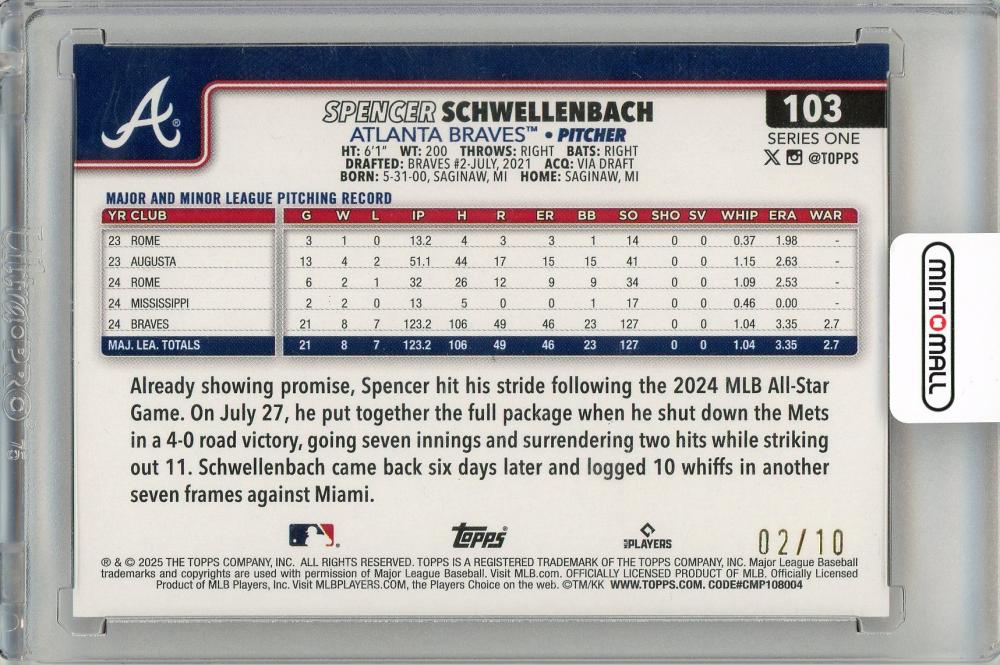 A®
SPENCER SCHWELLENBACH
103
ATLANTA BRAVES™ • PITCHER
SERIES ONE
HT: 6'1" WT: 200 THROWS: RIGHT BATS: RIGHT
@TOPPS
DRAFTED: BRAVES #2-JULY, 2021 ACQ: VIA DRAFT
BORN: 5-31-00, SAGINAW, MI HOME: SAGINAW, MI
MAJOR AND MINOR LEAGUE PITCHING RECORD
YR CLUB G W L IP H R ER BB SO SHO SV WHIP ERA WAR
23 ROME 3 1 0 13.2 4 3 3 1 14 0 0 0.37 1.98 -
23 AUGUSTA 13 4 2 51.1 44 17 15 15 41 0 0 1.15 2.63 -
24 ROME 6 2 1 32 26 12 9 9 34 0 0 1.09 2.53 -
24 MISSISSIPPI 2 2 0 13 5 0 0 1 17 0 0 0.46 0.00 -
24 BRAVES 21 8 7 123.2 106 49 46 23 127 0 0 1.04 3.35 2.7
MAJ. LEA. TOTALS 21 8 7 123.2 106 49 46 23 127 0 0 1.04 3.35 2.7
Already showing promise, Spencer hit his stride following the 2024 MLB All-Star
Game. On July 27, he put together the full package when he shut down the Mets
in a 4-0 road victory, going seven innings and surrendering two hits while striking
out 11. Schwellenbach came back six days later and logged 10 whiffs in another
seven frames against Miami.
topps®
PLAYERS
02/10
® & © 2025 THE TOPPS COMPANY, INC. ALL RIGHTS RESERVED. TOPPS IS A REGISTERED TRADEMARK OF THE TOPPS COMPANY, INC. Major League Baseball
trademarks and copyrights are used with permission of Major League Baseball. Visit MLB.com. OFFICIALLY LICENSED PRODUCT OF MLB. Officially Licensed
Product of MLB Players, Inc. Visit MLBPLAYERS.COM, the Players Choice on the web. ©TM/KK WWW.TOPPS.COM. CODE#CMP108004
MINTOMALL
UltraPRO 75